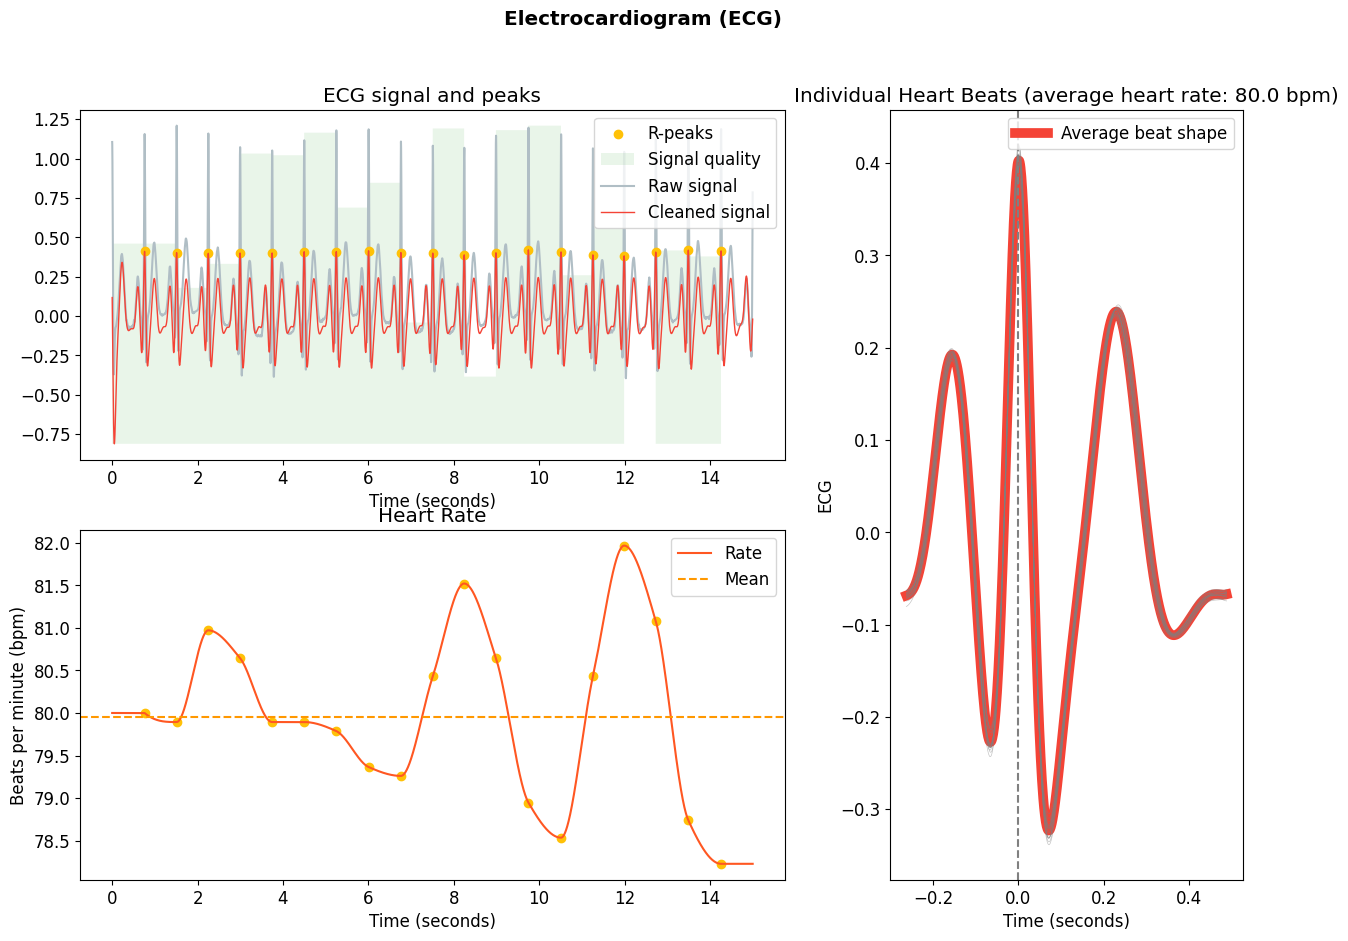 Electrocardiogram (ECG)
ECG signal and peaks
1.25
1.00
0.75
0.50
0.25
0.00
−0.25
−0.50
−0.75
R-peaks
Signal quality
Raw signal
Cleaned signal
0 2 4 6 8 10 12 14
Time (seconds)
Heart Rate
Beats per minute (bpm)
82.0
81.5
81.0
80.5
80.0
79.5
79.0
78.5
Rate
Mean
0 2 4 6 8 10 12 14
Time (seconds)
Individual Heart Beats (average heart rate: 80.0 bpm)
Average beat shape
ECG
0.4
0.3
0.2
0.1
0.0
−0.1
−0.2
−0.3
−0.2 0.0 0.2 0.4
Time (seconds)